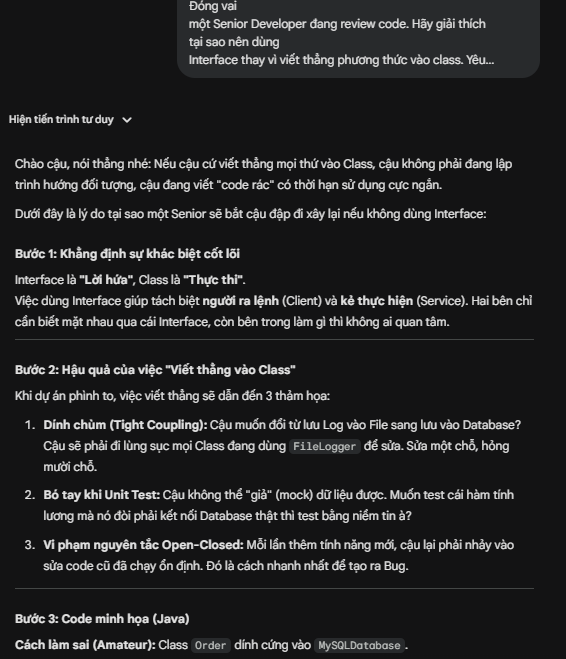 Đóng vai
một Senior Developer đang review code. Hãy giải thích
tại sao nên dùng
Interface thay vì viết thẳng phương thức vào class. Yêu...
Hiện tiến trình tư duy
Chào cậu, nói thẳng nhé: Nếu cậu cứ viết thẳng mọi thứ vào Class, cậu không phải đang lập
trình hướng đối tượng, cậu đang viết "code rác" có thời hạn sử dụng cực ngắn.
Dưới đây là lý do tại sao một Senior sẽ bắt cậu đập đi xây lại nếu không dùng Interface:
Bước 1: Khẳng định sự khác biệt cốt lõi
Interface là "Lời hứa", Class là "Thực thi".
Việc dùng Interface giúp tách biệt người ra lệnh (Client) và kẻ thực hiện (Service). Hai bên chỉ
cần biết mặt nhau qua cái Interface, còn bên trong làm gì thì không ai quan tâm.
Bước 2: Hậu quả của việc "Viết thẳng vào Class"
Khi dự án phình to, việc viết thẳng sẽ dẫn đến 3 thảm họa:
1. Dính chùm (Tight Coupling): Cậu muốn đổi từ lưu Log vào File sang lưu vào Database?
Cậu sẽ phải đi lùng sục mọi Class đang dùng FileLogger để sửa. Sửa một chỗ, hỏng
mười chỗ.
2. Bó tay khi Unit Test: Cậu không thể "giả" (mock) dữ liệu được. Muốn test cái hàm tính
lương mà nó đòi phải kết nối Database thật thì test bằng niềm tin à?
3. Vi phạm nguyên tắc Open-Closed: Mỗi lần thêm tính năng mới, cậu lại phải nhảy vào
sửa code cũ đã chạy ổn định. Đó là cách nhanh nhất để tạo ra Bug.
Bước 3: Code minh họa (Java)
Cách làm sai (Amateur): Class Order dính cứng vào MySQLDatabase.